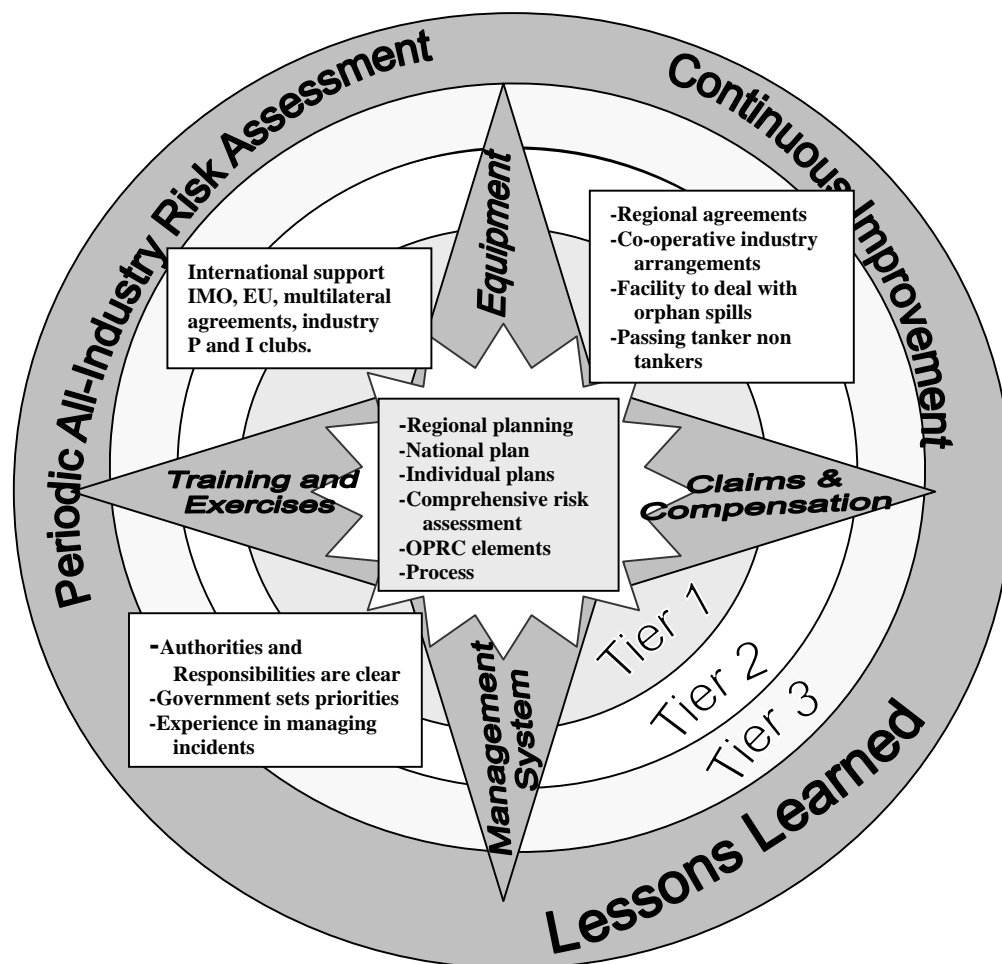 Periodic All-Industry Risk Assessment
Continuous Improvement
Equipment
-Regional agreements
-Co-operative industry
arrangements
-Facility to deal with
orphan spills
-Passing tanker non
tankers
International support
IMO, EU, multilateral
agreements, industry
P and I clubs.
-Regional planning
-National plan
-Individual plans
-Comprehensive risk
assessment
-OPRC elements
-Process
Training and
Exercises
Claims &
Compensation
-Authorities and
Responsibilities are clear
-Government sets priorities
-Experience in managing
incidents
Management
System
Tier 1
Tier 2
Tier 3
Lessons Learned